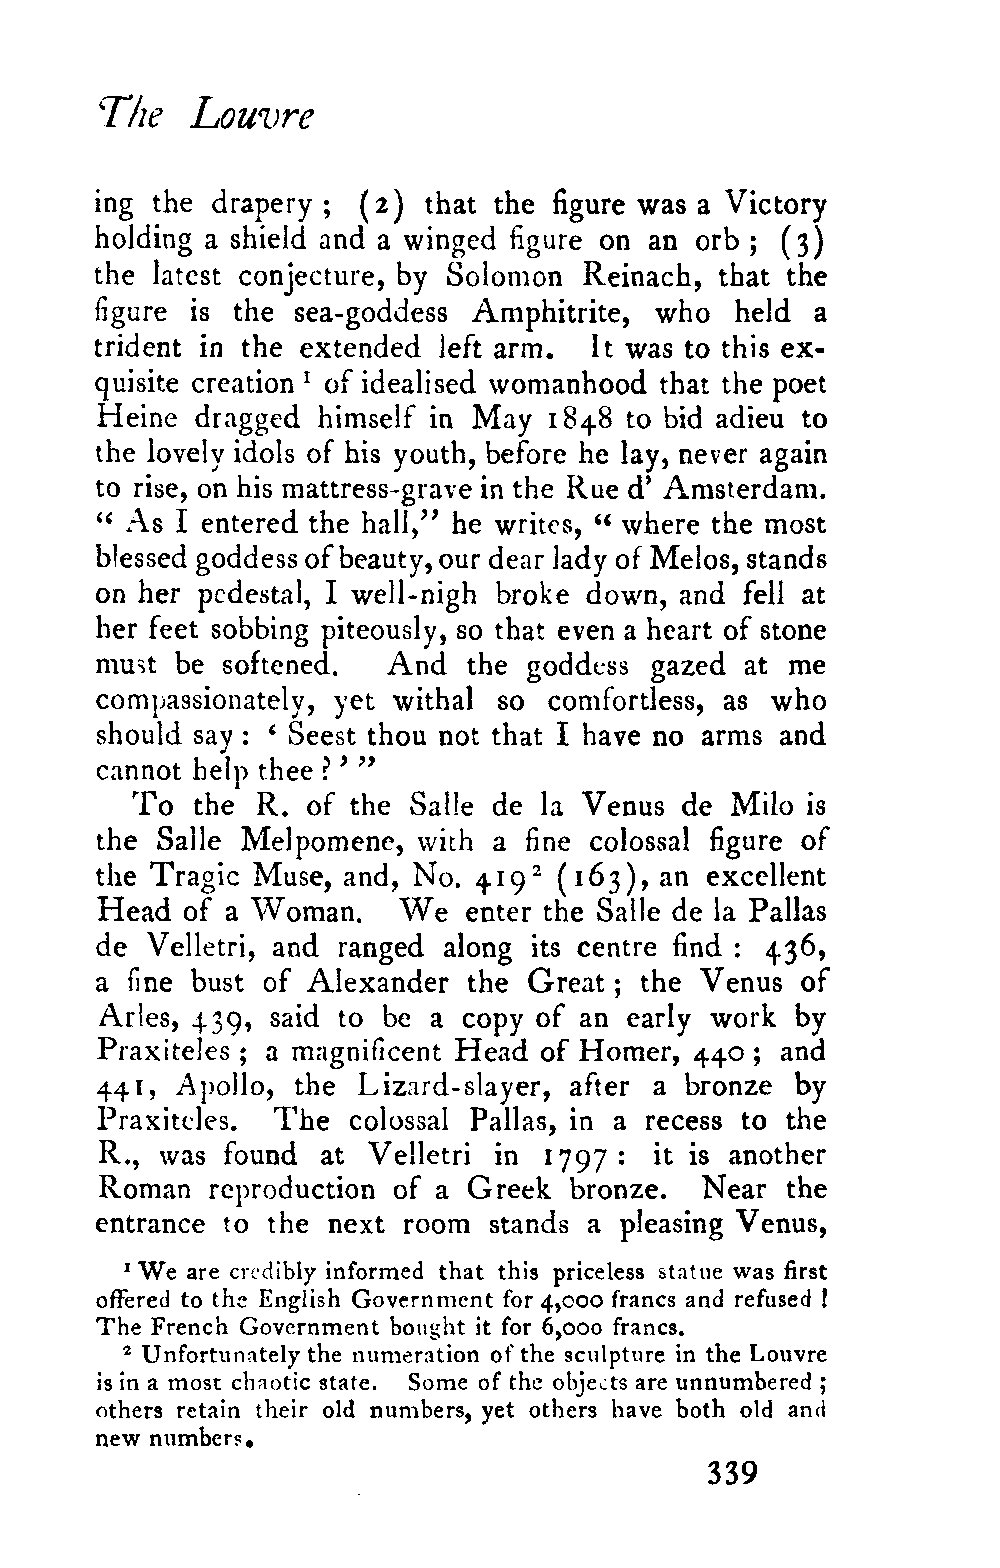 The Louvre
ing the drapery ; (2) that the figure was a Victory
holding a shield and a winged figure on an orb ; (3)
the latest conjecture, by Solomon Reinach, that the
figure is the sea-goddess Amphitrite, who held a
trident in the extended left arm. It was to this ex-
quisite creation ¹ of idealised womanhood that the poet
Heine dragged himself in May 1848 to bid adieu to
the lovely idols of his youth, before he lay, never again
to rise, on his mattress-grave in the Rue d' Amsterdam.
“ As I entered the hall,” he writes, “ where the most
blessed goddess of beauty, our dear lady of Melos, stands
on her pedestal, I well-nigh broke down, and fell at
her feet sobbing piteously, so that even a heart of stone
must be softened. And the goddess gazed at me
compassionately, yet withal so comfortless, as who
should say : ‘ Seest thou not that I have no arms and
cannot help thee ? ’ ”
To the R. of the Salle de la Venus de Milo is
the Salle Melpomene, with a fine colossal figure of
the Tragic Muse, and, No. 419 ² (163), an excellent
Head of a Woman. We enter the Salle de la Pallas
de Velletri, and ranged along its centre find : 436,
a fine bust of Alexander the Great ; the Venus of
Arles, 439, said to be a copy of an early work by
Praxiteles ; a magnificent Head of Homer, 440 ; and
441, Apollo, the Lizard-slayer, after a bronze by
Praxiteles. The colossal Pallas, in a recess to the
R., was found at Velletri in 1797 : it is another
Roman reproduction of a Greek bronze. Near the
entrance to the next room stands a pleasing Venus,
¹ We are credibly informed that this priceless statue was first
offered to the English Government for 4,000 francs and refused !
The French Government bought it for 6,000 francs.
² Unfortunately the numeration of the sculpture in the Louvre
is in a most chaotic state. Some of the objects are unnumbered ;
others retain their old numbers, yet others have both old and
new numbers.
339